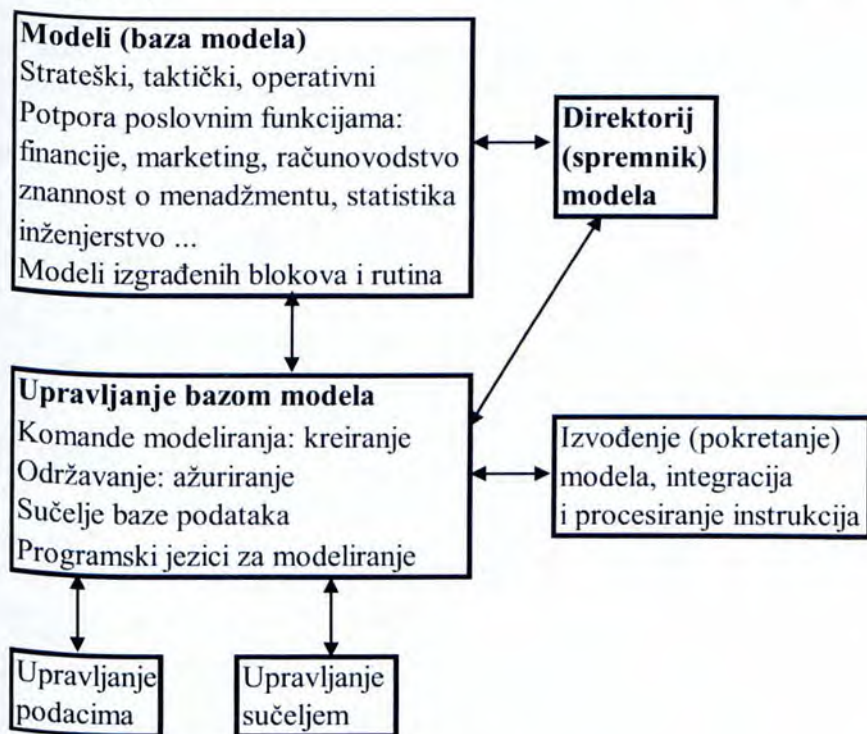 Modeli (baza modela)
Strateški, taktički, operativni
Potpora poslovnim funkcijama:
financije, marketing, računovodstvo
znannost o menadžmentu, statistika
inženjerstvo ...
Modeli izgrađenih blokova i rutina
Direktorij
(spremnik)
modela
Upravljanje bazom modela
Komande modeliranja: kreiranje
Održavanje: ažuriranje
Sučelje baze podataka
Programski jezici za modeliranje
Izvođenje (pokretanje)
modela, integracija
i procesiranje instrukcija
Upravljanje
podacima
Upravljanje
sučeljem